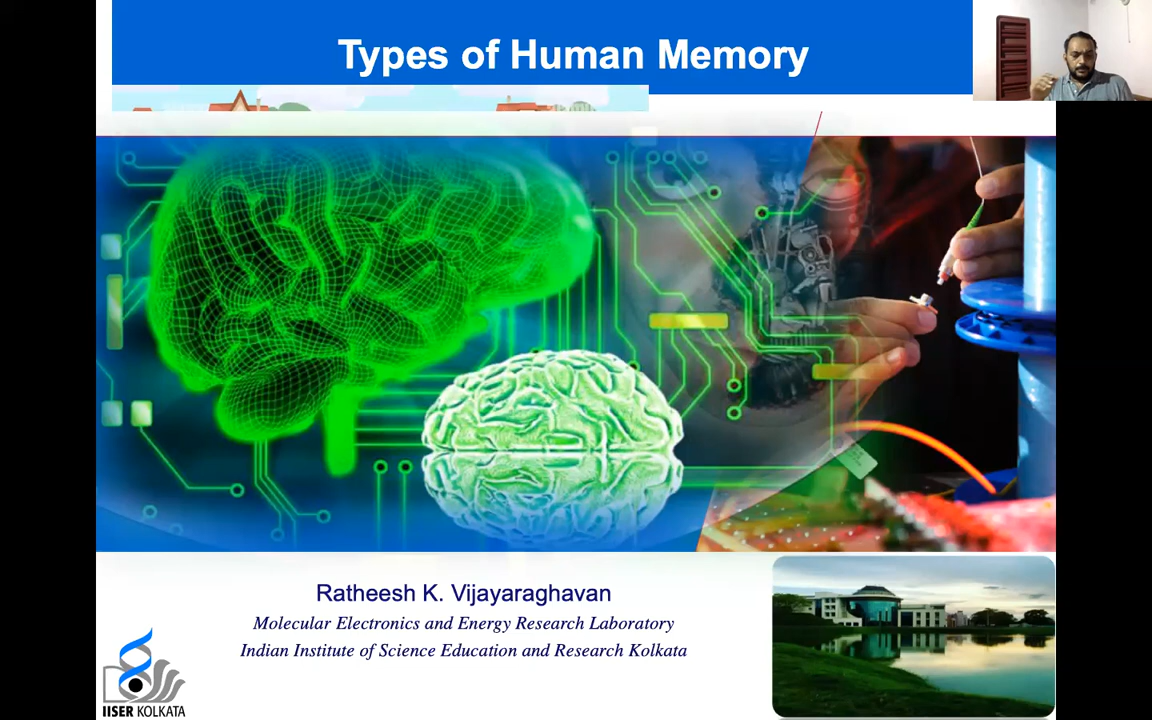 Types of Human Memory
Ratheesh K. Vijayaraghavan
Molecular Electronics and Energy Research Laboratory
Indian Institute of Science Education and Research Kolkata
IISER KOLKATA